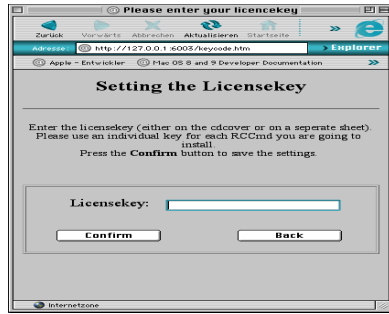 Please enter your licencekey
Zurück Vorwärts Abbrechen Aktualisieren Startseite »
Adresse: http://127.0.0.1:6003/keycode.htm > Explorer
Apple - Entwickler Mac OS 8 and 9 Developer Documentation »
Setting the Licensekey
Enter the licensekey (either on the cdcover or on a seperate sheet).
Please use an individual key for each RCCmd you are going to
install.
Press the Confirm button to save the settings.
Licensekey:
Confirm Back
Internetzone